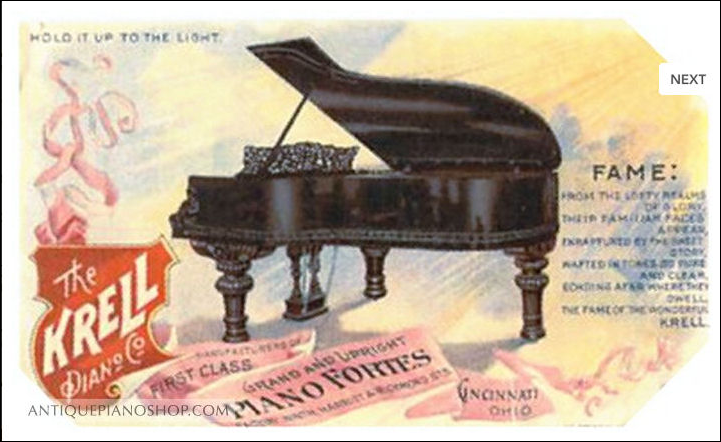 HOLD IT UP TO THE LIGHT.
NEXT
FAME:
FROM THE LOFTY REALMS
OF GLORY,
THEIR FAMILIAR FACES
APPEAR,
ENRAPTURED BY THE SWEET
STORY,
WAFTED IN TONES SO PURE
AND CLEAR,
ECHOING AFAR WHERE THEY
DWELL,
THE FAME OF THE WONDERFUL
KRELL.
The
KRELL
PIANO Co
MANUFACTURERS OF
FIRST CLASS
GRAND AND UPRIGHT
PIANO FORTES
NINTH, HARRIET & RICHMOND STS
CINCINNATI
OHIO
ANTIQUEPIANOSHOP.COM